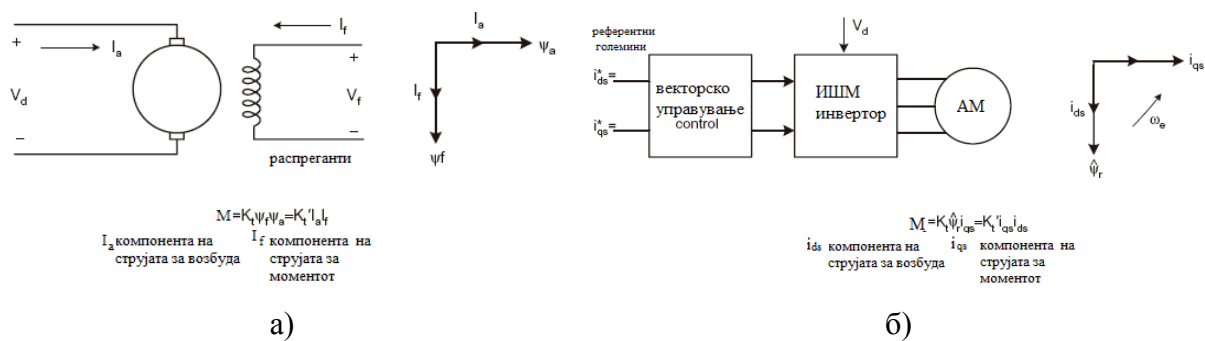 +
I_a
V_d
−
I_f
+
V_f
−
распреганти
I_a
ψ_a
I_f
ψf
M=K_tψ_fψ_a=K_t'I_aI_f
I_a компонента на
струјата за возбуда
I_f компонента на
струјата за
моментот
а)
референтни
големини
i*_ds=
i*_qs=
векторско
управување
control
V_d
ИШМ
инвертор
АМ
i_qs
i_ds
ω_e
ψ̂_r
M=K_tψ̂_ri_qs=K_t'i_qsi_ds
i_ds компонента на
струјата за возбуда
i_qs компонента на
струјата за
моментот
б)